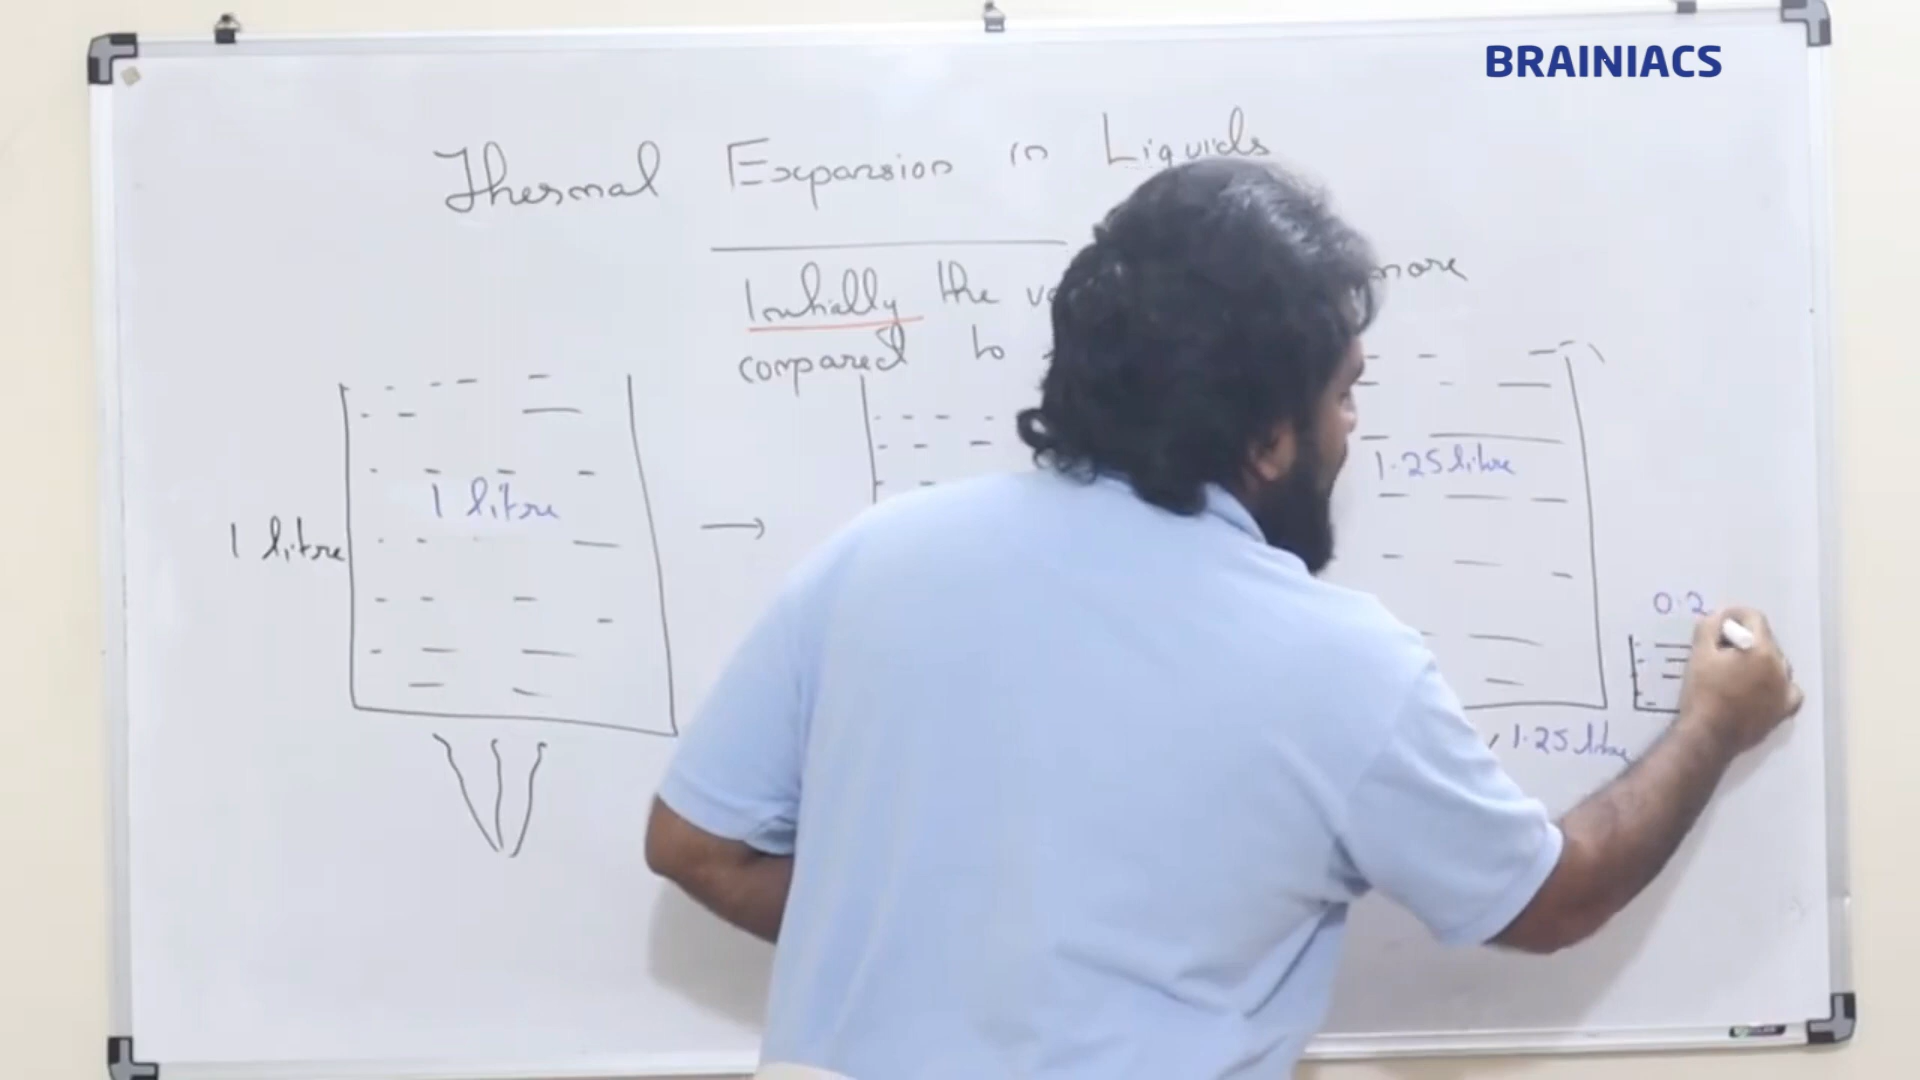 BRAINIACS
Thermal Expansion in Liquids
Initially the more
compared to
1 litre
1 litre
1.25 litre
0.2
1.25 litre